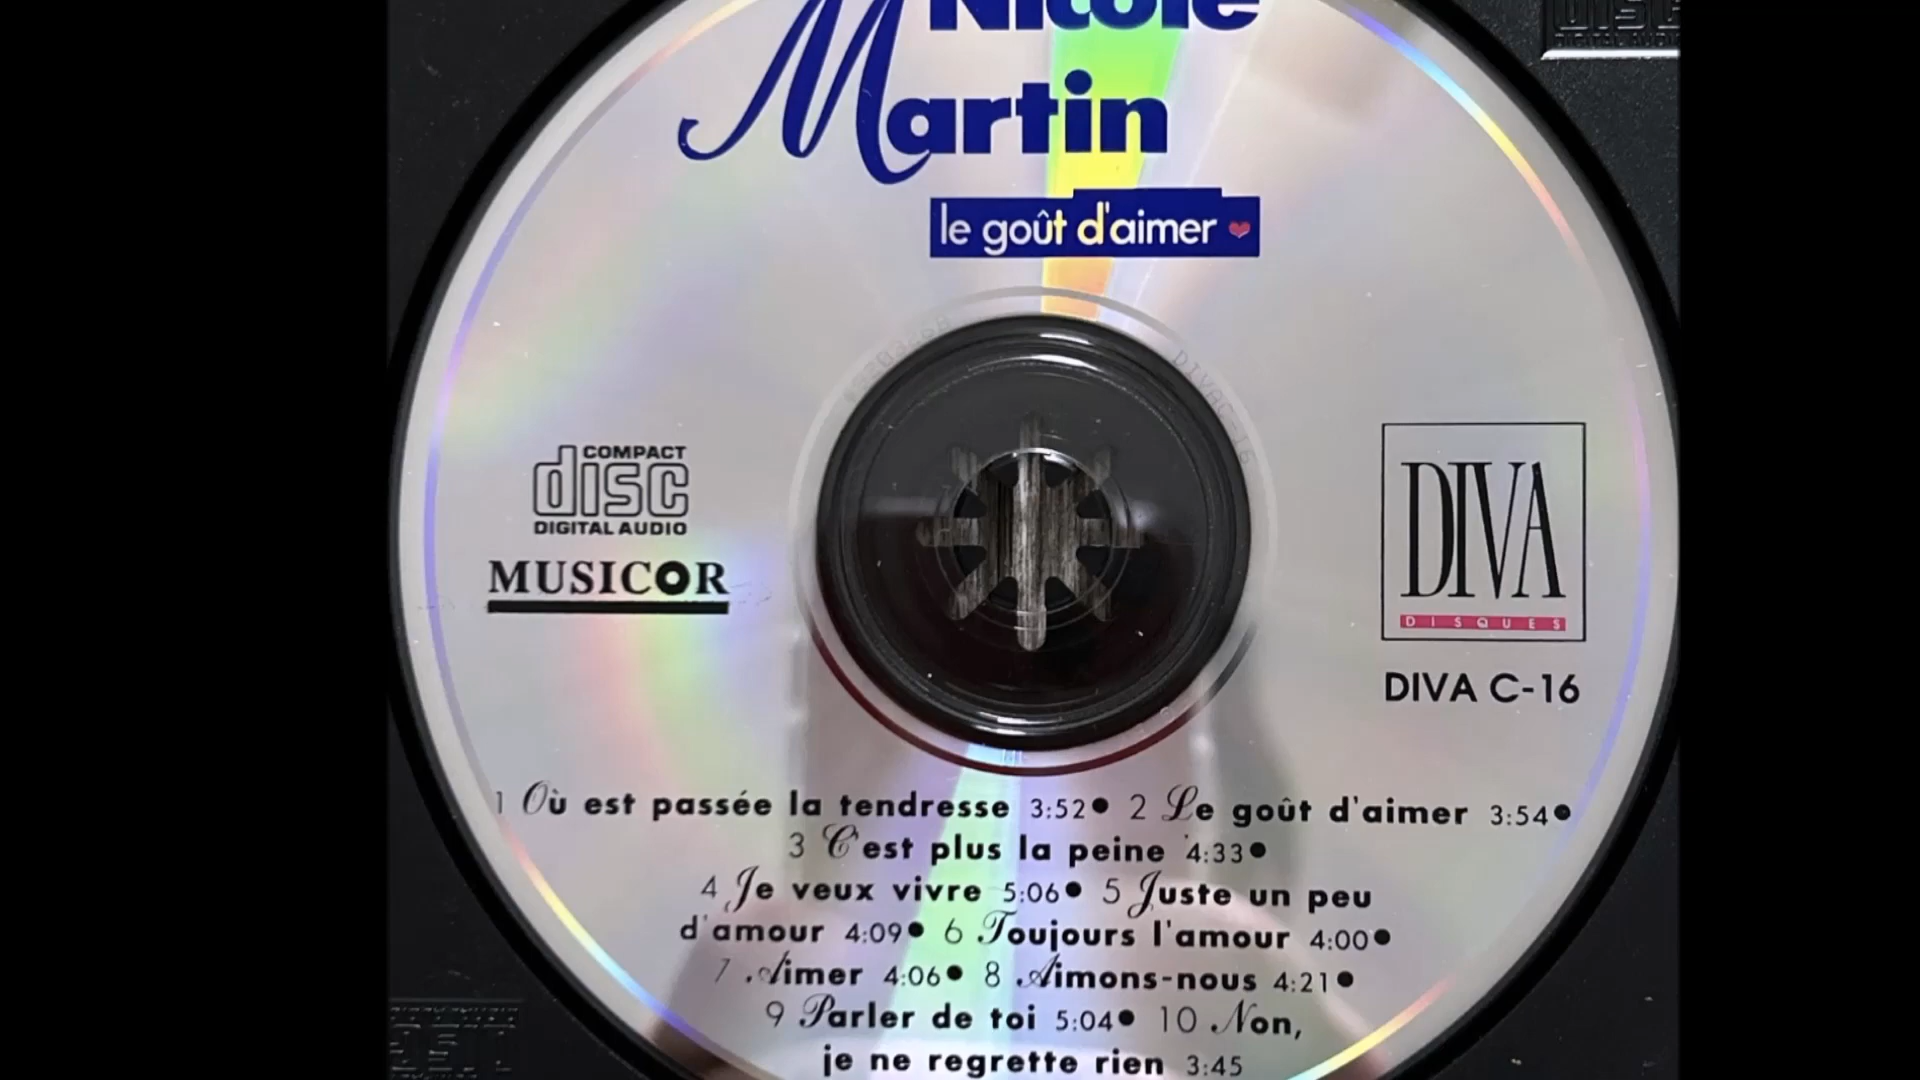 Nicole
Martin
le goût d'aimer
DIVAC-16
COMPACT
disc
DIGITAL AUDIO
MUSICOR
DIVA
DISQUES
DIVA C-16
1 Où est passée la tendresse 3:52 ● 2 Le goût d'aimer 3:54 ●
3 C'est plus la peine 4:33 ●
4 Je veux vivre 5:06 ● 5 Juste un peu
d'amour 4:09 ● 6 Toujours l'amour 4:00 ●
7 Aimer 4:06 ● 8 Aimons-nous 4:21 ●
9 Parler de toi 5:04 ● 10 Non,
je ne regrette rien 3:45